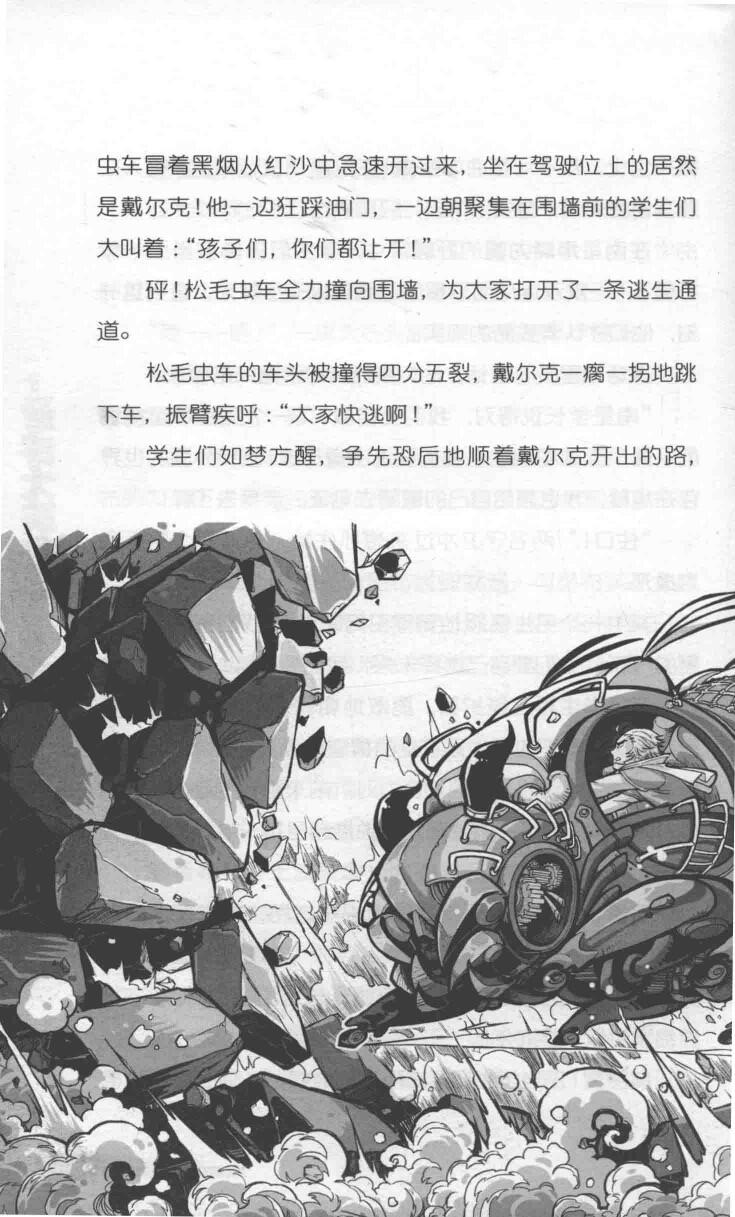 虫车冒着黑烟从红沙中急速开过来，坐在驾驶位上的居然
是戴尔克！他一边狂踩油门，一边朝聚集在围墙前的学生们
大叫着：“孩子们，你们都让开！”
砰！松毛虫车全力撞向围墙，为大家打开了一条逃生通
道。
松毛虫车的车头被撞得四分五裂，戴尔克一瘸一拐地跳
下车，振臂疾呼：“大家快逃啊！”
学生们如梦方醒，争先恐后地顺着戴尔克开出的路，